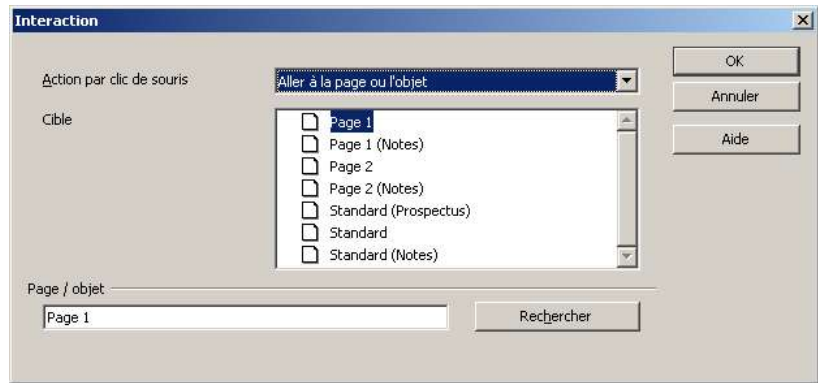 Interaction
Action par clic de souris
Aller à la page ou l'objet
OK
Annuler
Aide
Cible
Page 1
Page 1 (Notes)
Page 2
Page 2 (Notes)
Standard (Prospectus)
Standard
Standard (Notes)
Page / objet
Page 1
Rechercher